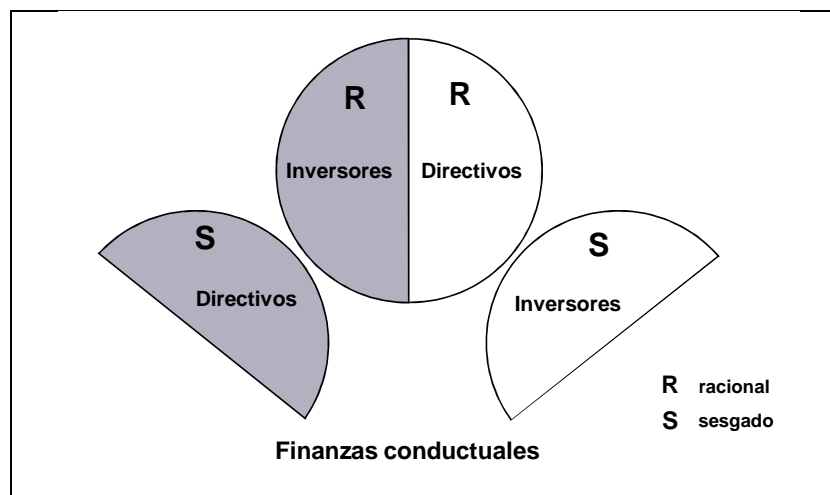 R R
Inversores Directivos
S
Directivos
S
Inversores
R racional
S sesgado
Finanzas conductuales